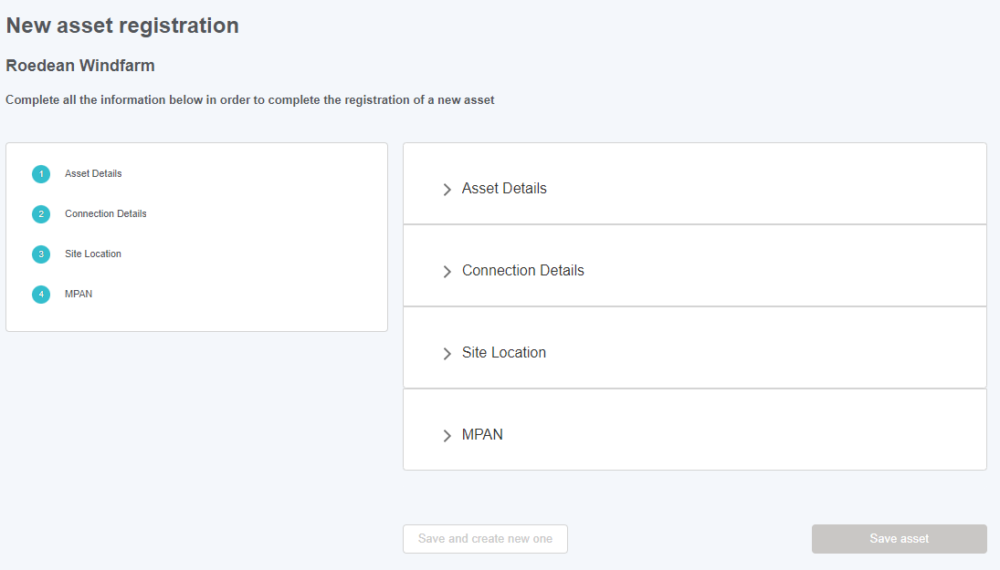 New asset registration
Roedean Windfarm
Complete all the information below in order to complete the registration of a new asset
1 Asset Details
2 Connection Details
3 Site Location
4 MPAN
Asset Details
Connection Details
Site Location
MPAN
Save and create new one
Save asset